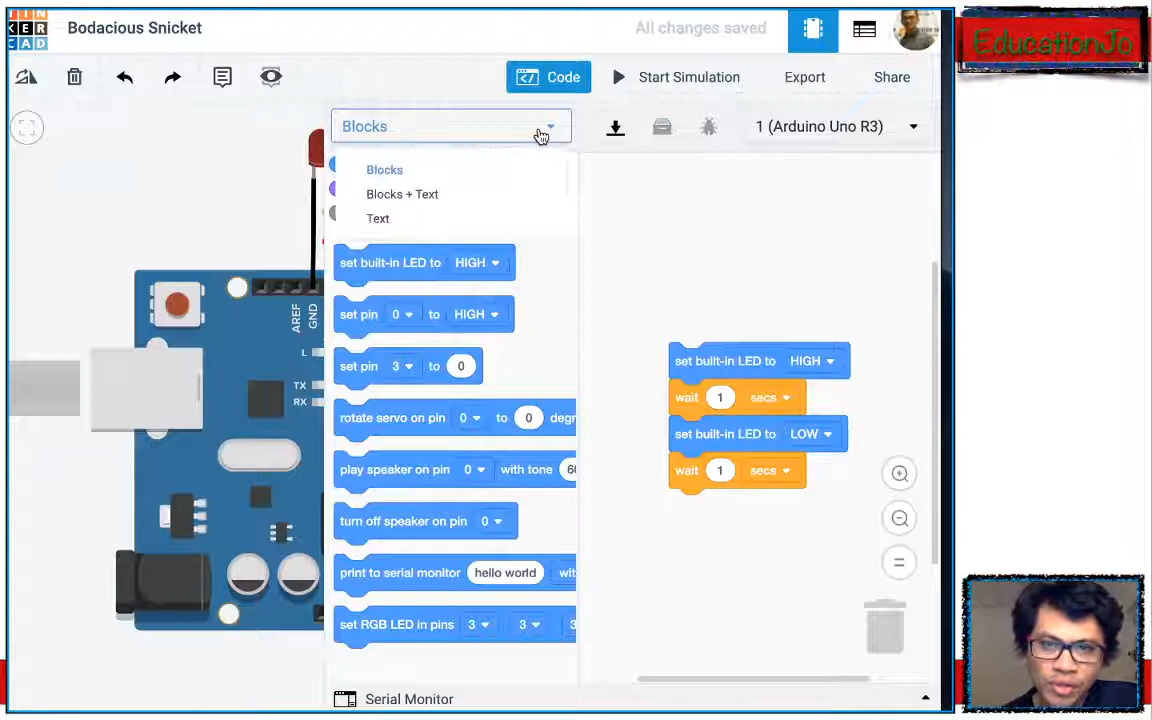 TIN
KER
CAD
Bodacious Snicket
All changes saved
EducationJo
Code
Start Simulation
Export
Share
Blocks
1 (Arduino Uno R3)
Blocks
Blocks + Text
Text
set built-in LED to HIGH
set pin 0 to HIGH
set pin 3 to 0
rotate servo on pin 0 to 0 degr
play speaker on pin 0 with tone 60
turn off speaker on pin 0
print to serial monitor hello world wit
set RGB LED in pins 3 3 3
set built-in LED to HIGH
wait 1 secs
set built-in LED to LOW
wait 1 secs
AREF
GND
L
TX
RX
Serial Monitor